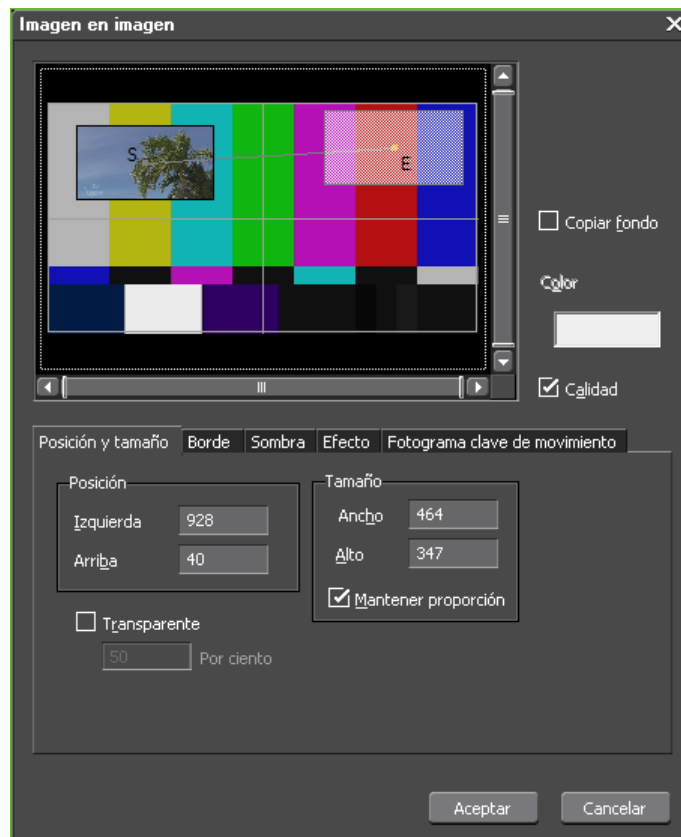 Imagen en imagen
S
E
Copiar fondo
Color
Calidad
Posición y tamaño Borde Sombra Efecto Fotograma clave de movimiento
Posición
Izquierda 928
Arriba 40
Tamaño
Ancho 464
Alto 347
Mantener proporción
Transparente
50 Por ciento
Aceptar Cancelar